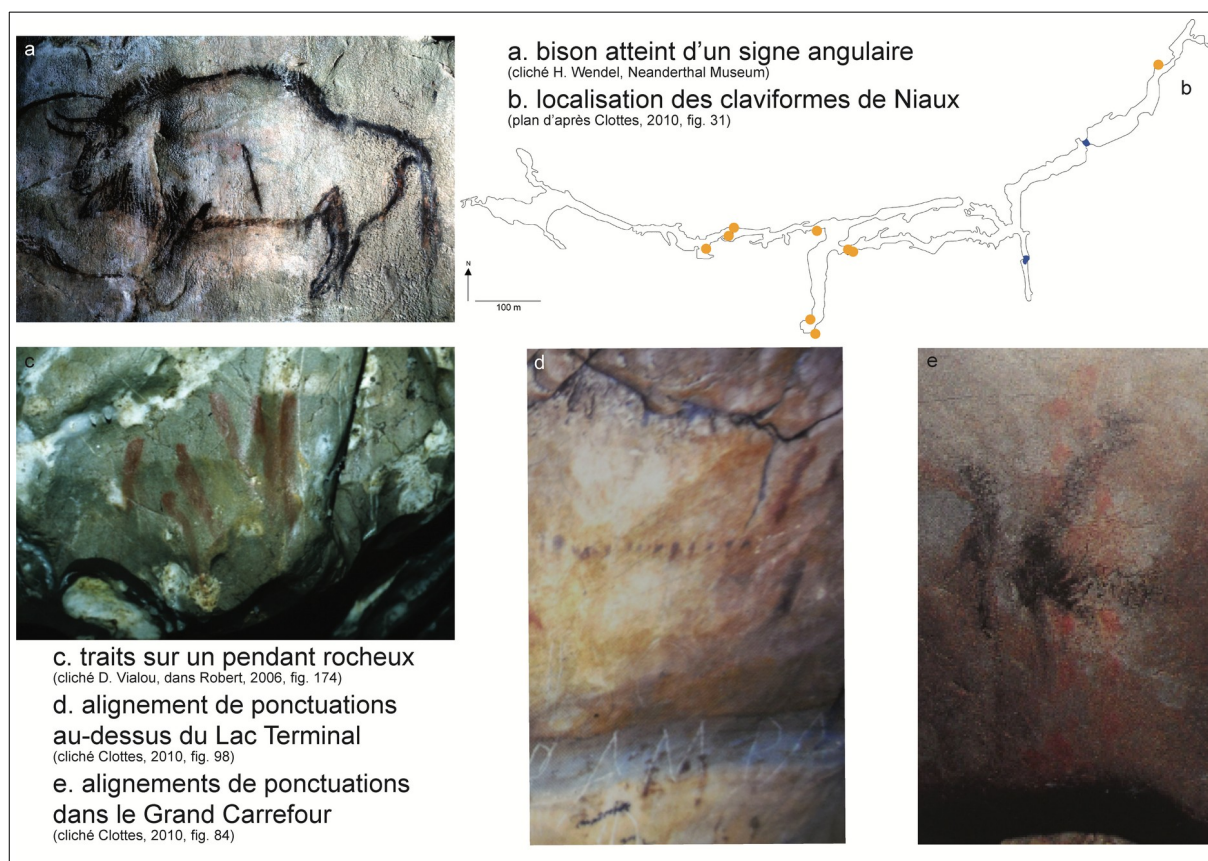 a
a. bison atteint d’un signe angulaire
(cliché H. Wendel, Neanderthal Museum)
b. localisation des claviformes de Niaux
(plan d’après Clottes, 2010, fig. 31)
b
N
100 m
c
d
e
c. traits sur un pendant rocheux
(cliché D. Vialou, dans Robert, 2006, fig. 174)
d. alignement de ponctuations
au-dessus du Lac Terminal
(cliché Clottes, 2010, fig. 98)
e. alignements de ponctuations
dans le Grand Carrefour
(cliché Clottes, 2010, fig. 84)